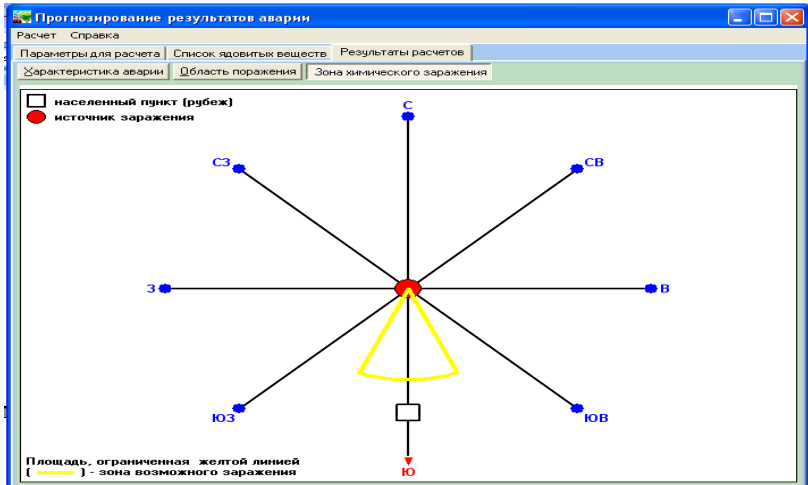 Прогнозирование результатов аварии
Расчет Справка
Параметры для расчета Список ядовитых веществ Результаты расчетов
Характеристика аварии Область поражения Зона химического заражения
населенный пункт (рубеж)
источник заражения
С
СЗ
СВ
З
В
ЮЗ
ЮВ
Ю
Площадь, ограниченная желтой линией
( ) - зона возможного заражения